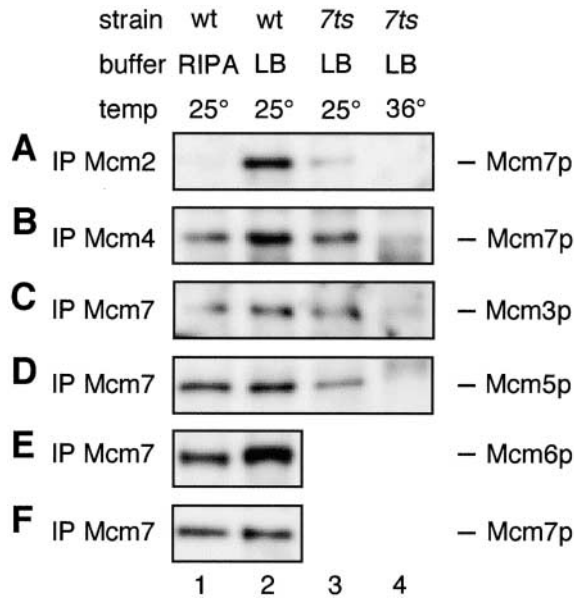 strain wt wt 7ts 7ts
buffer RIPA LB LB LB
temp 25° 25° 25° 36°
A IP Mcm2 – Mcm7p
B IP Mcm4 – Mcm7p
C IP Mcm7 – Mcm3p
D IP Mcm7 – Mcm5p
E IP Mcm7 – Mcm6p
F IP Mcm7 – Mcm7p
1 2 3 4